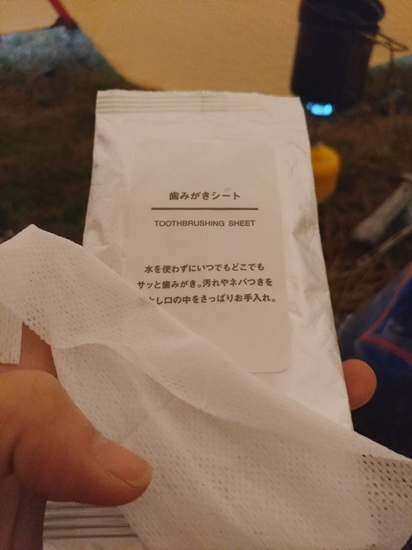 歯みがきシート
TOOTHBRUSHING SHEET
水を使わずにいつでもどこでも
サッと歯みがき。汚れやネバつきを
とし口の中をさっぱりお手入れ。